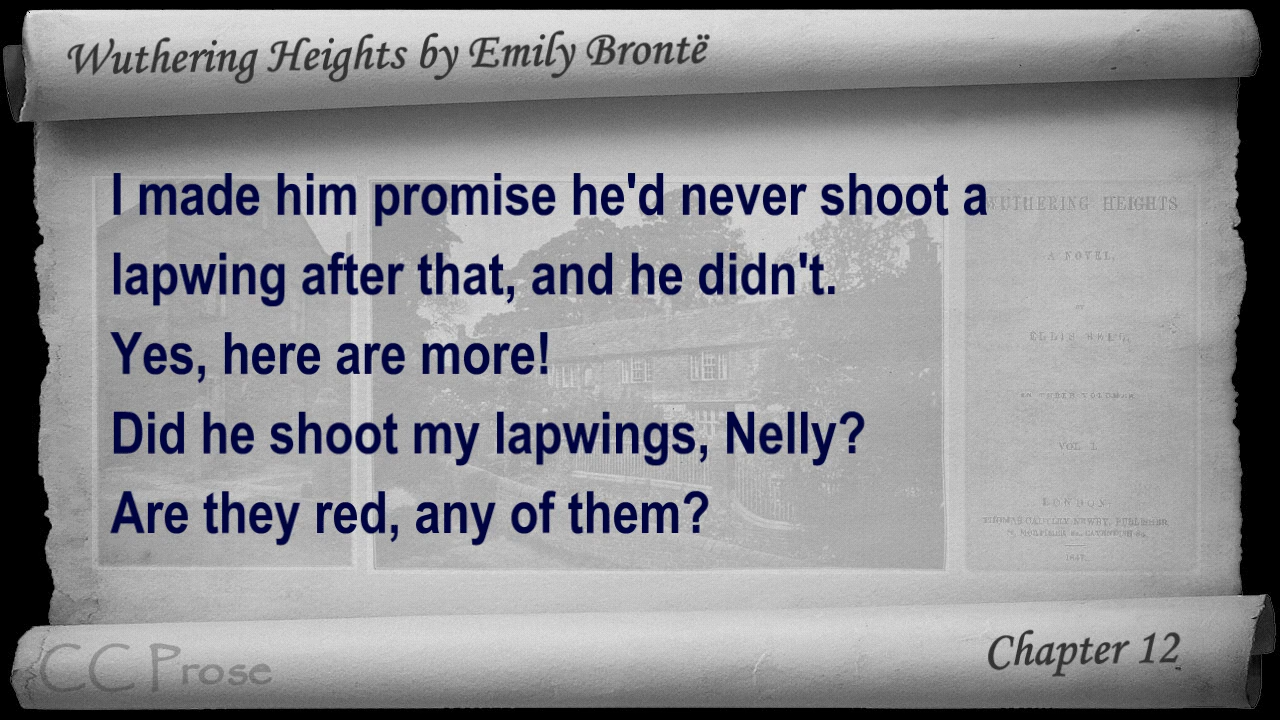 Wuthering Heights by Emily Brontë
I made him promise he'd never shoot a
lapwing after that, and he didn't.
Yes, here are more!
Did he shoot my lapwings, Nelly?
Are they red, any of them?
WUTHERING HEIGHTS
A NOVEL,
ELLIS
VOL. I.
LONDON:
1847.
CC Prose
Chapter 12